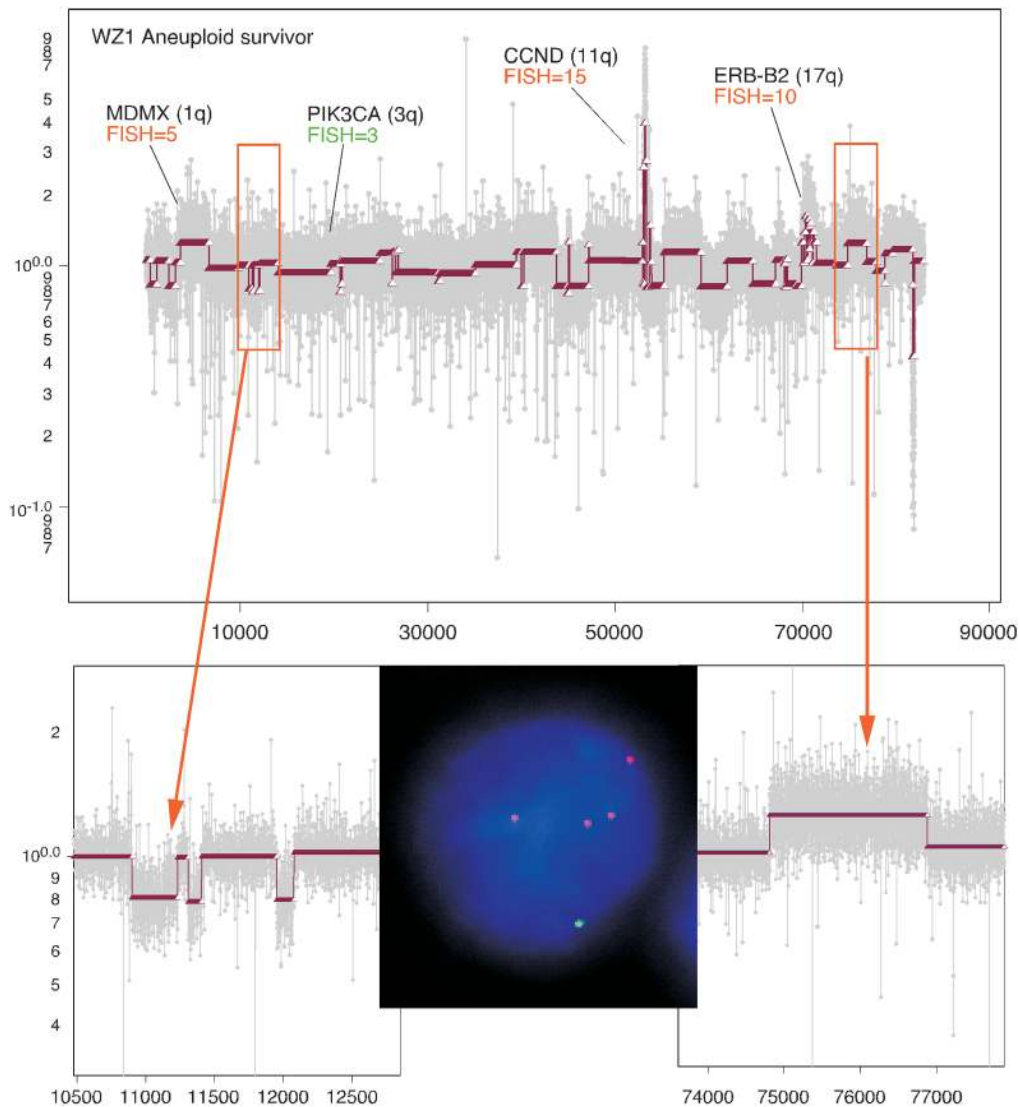 WZ1 Aneuploid survivor
CCND (11q)
FISH=15
ERB-B2 (17q)
FISH=10
MDMX (1q)
FISH=5
PIK3CA (3q)
FISH=3
9
8
7
5
4
3
2
10^0.0
9
8
7
6
5
4
3
2
10^-1.0
9
8
7
10000 30000 50000 70000 90000
2
10^0.0
9
8
7
6
5
4
10500 11000 11500 12000 12500
74000 75000 76000 77000